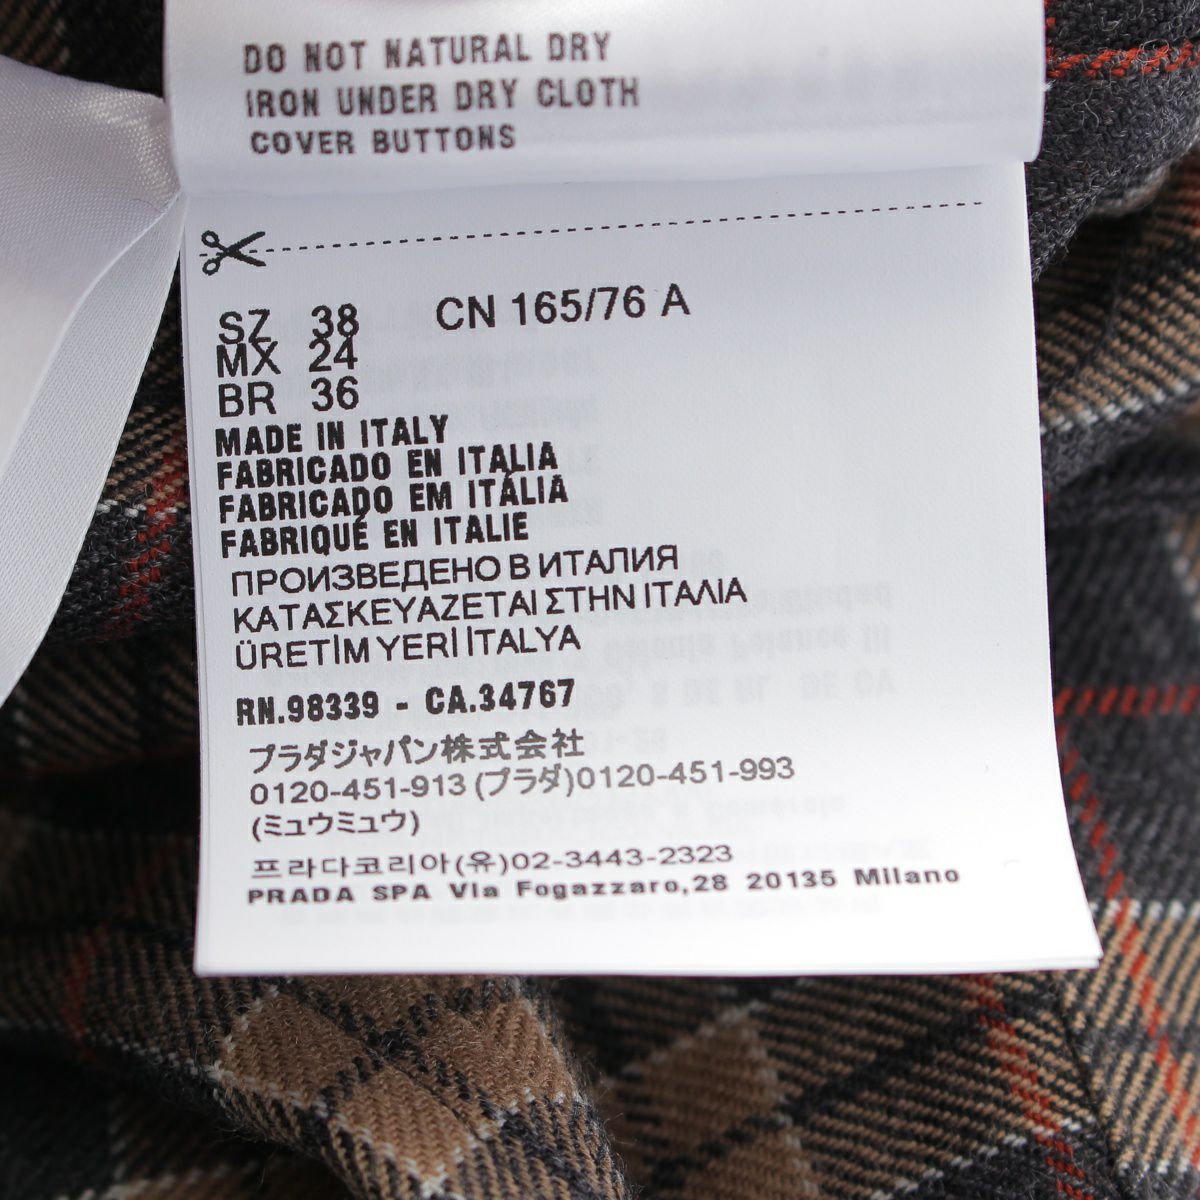 DO NOT NATURAL DRY
IRON UNDER DRY CLOTH
COVER BUTTONS
SZ 38 CN 165/76 A
MX 24
BR 36
MADE IN ITALY
FABRICADO EN ITALIA
FABRICADO EM ITÁLIA
FABRIQUÉ EN ITALIE
ПРОИЗВЕДЕНО В ИТАЛИЯ
ΚΑΤΑΣΚΕΥΑΖΕΤΑΙ ΣΤΗΝ ΙΤΑΛΙΑ
ÜRETİM YERİ İTALYA
RN.98339 - CA.34767
プラダジャパン株式会社
0120-451-913 (プラダ)0120-451-993
(ミュウミュウ)
프라다코리아(유)02-3443-2323
PRADA SPA Via Fogazzaro,28 20135 Milano